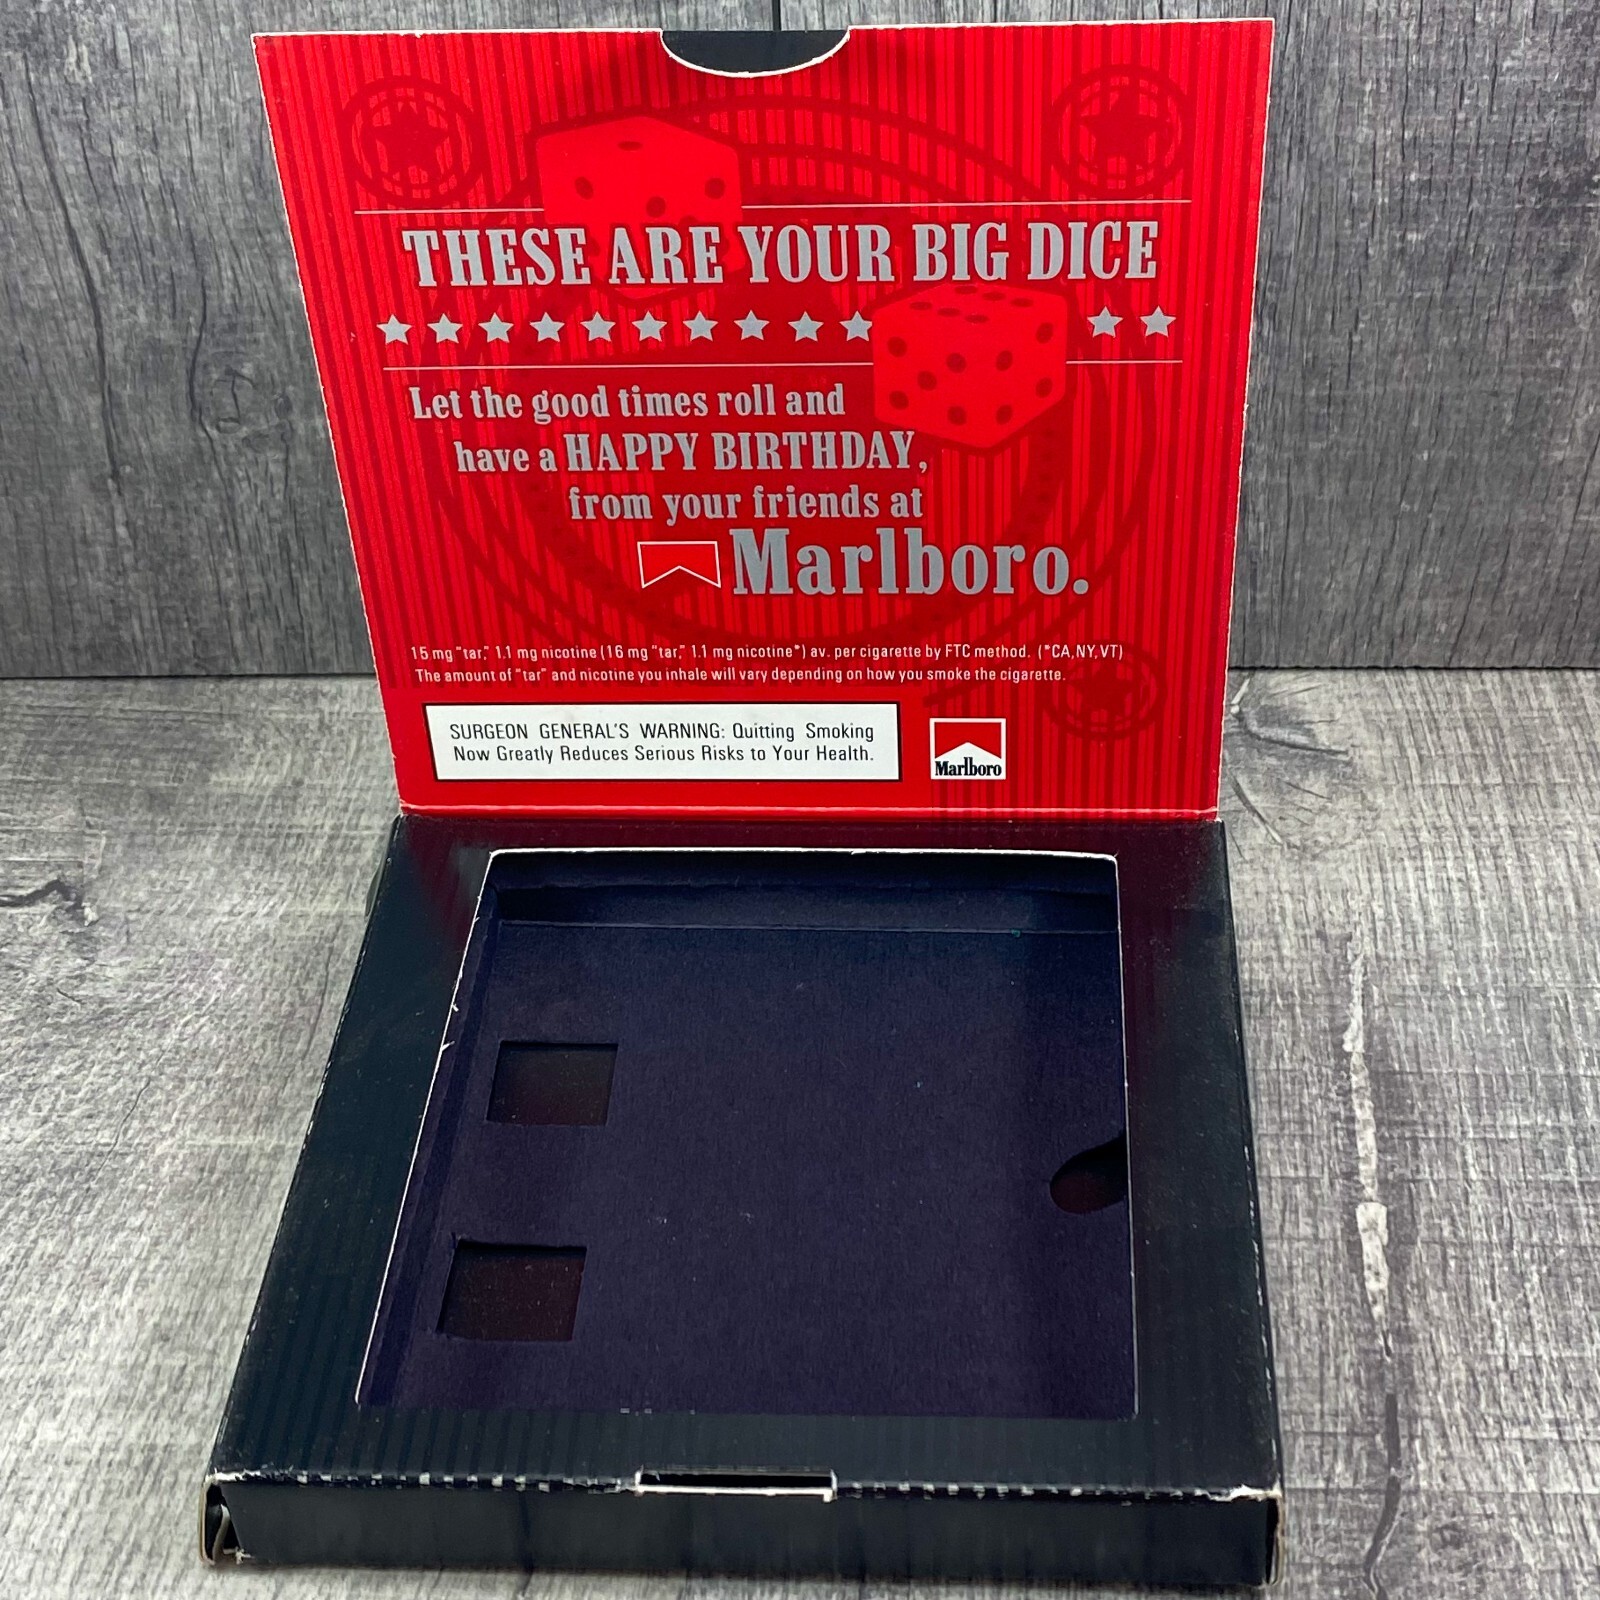 THESE ARE YOUR BIG DICE
Let the good times roll and
have a HAPPY BIRTHDAY,
from your friends at
Marlboro.
15 mg "tar," 1.1 mg nicotine (16 mg "tar," 1.1 mg nicotine*) av. per cigarette by FTC method. (*CA,NY,VT)
The amount of "tar" and nicotine you inhale will vary depending on how you smoke the cigarette.
SURGEON GENERAL'S WARNING: Quitting Smoking
Now Greatly Reduces Serious Risks to Your Health.
Marlboro